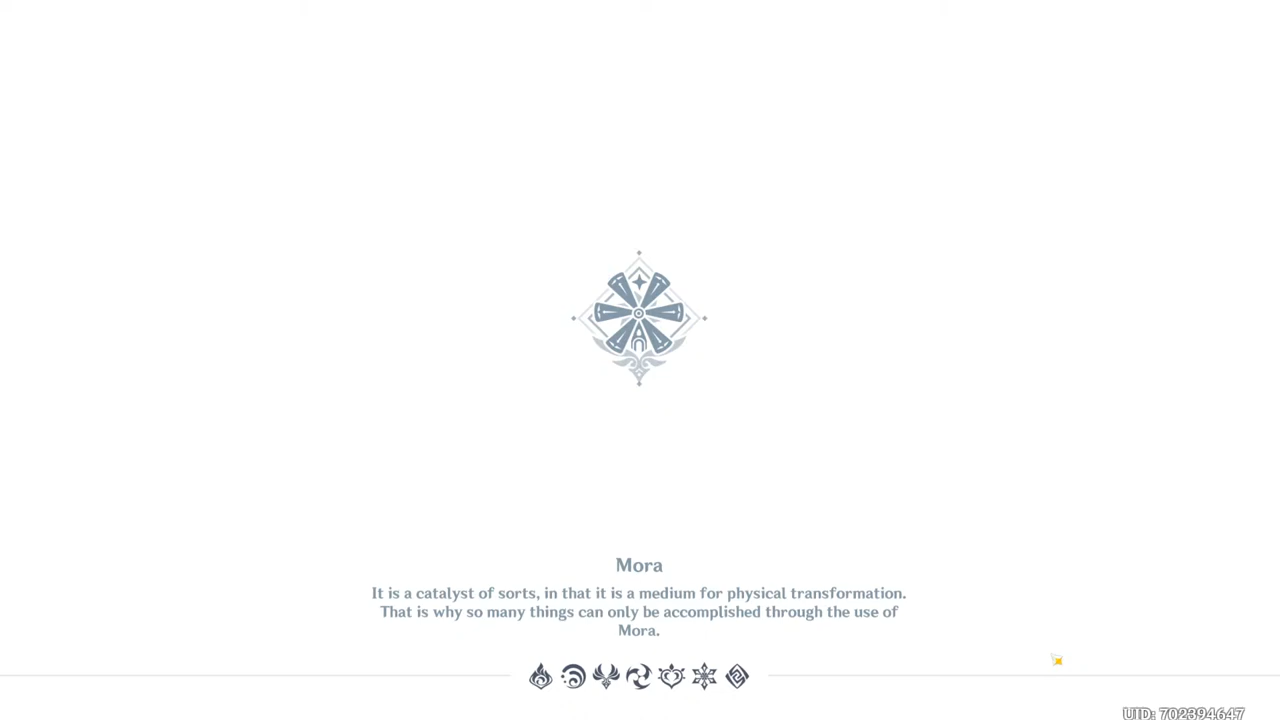 Mora
It is a catalyst of sorts, in that it is a medium for physical transformation.
That is why so many things can only be accomplished through the use of
Mora.
UID: 702394647